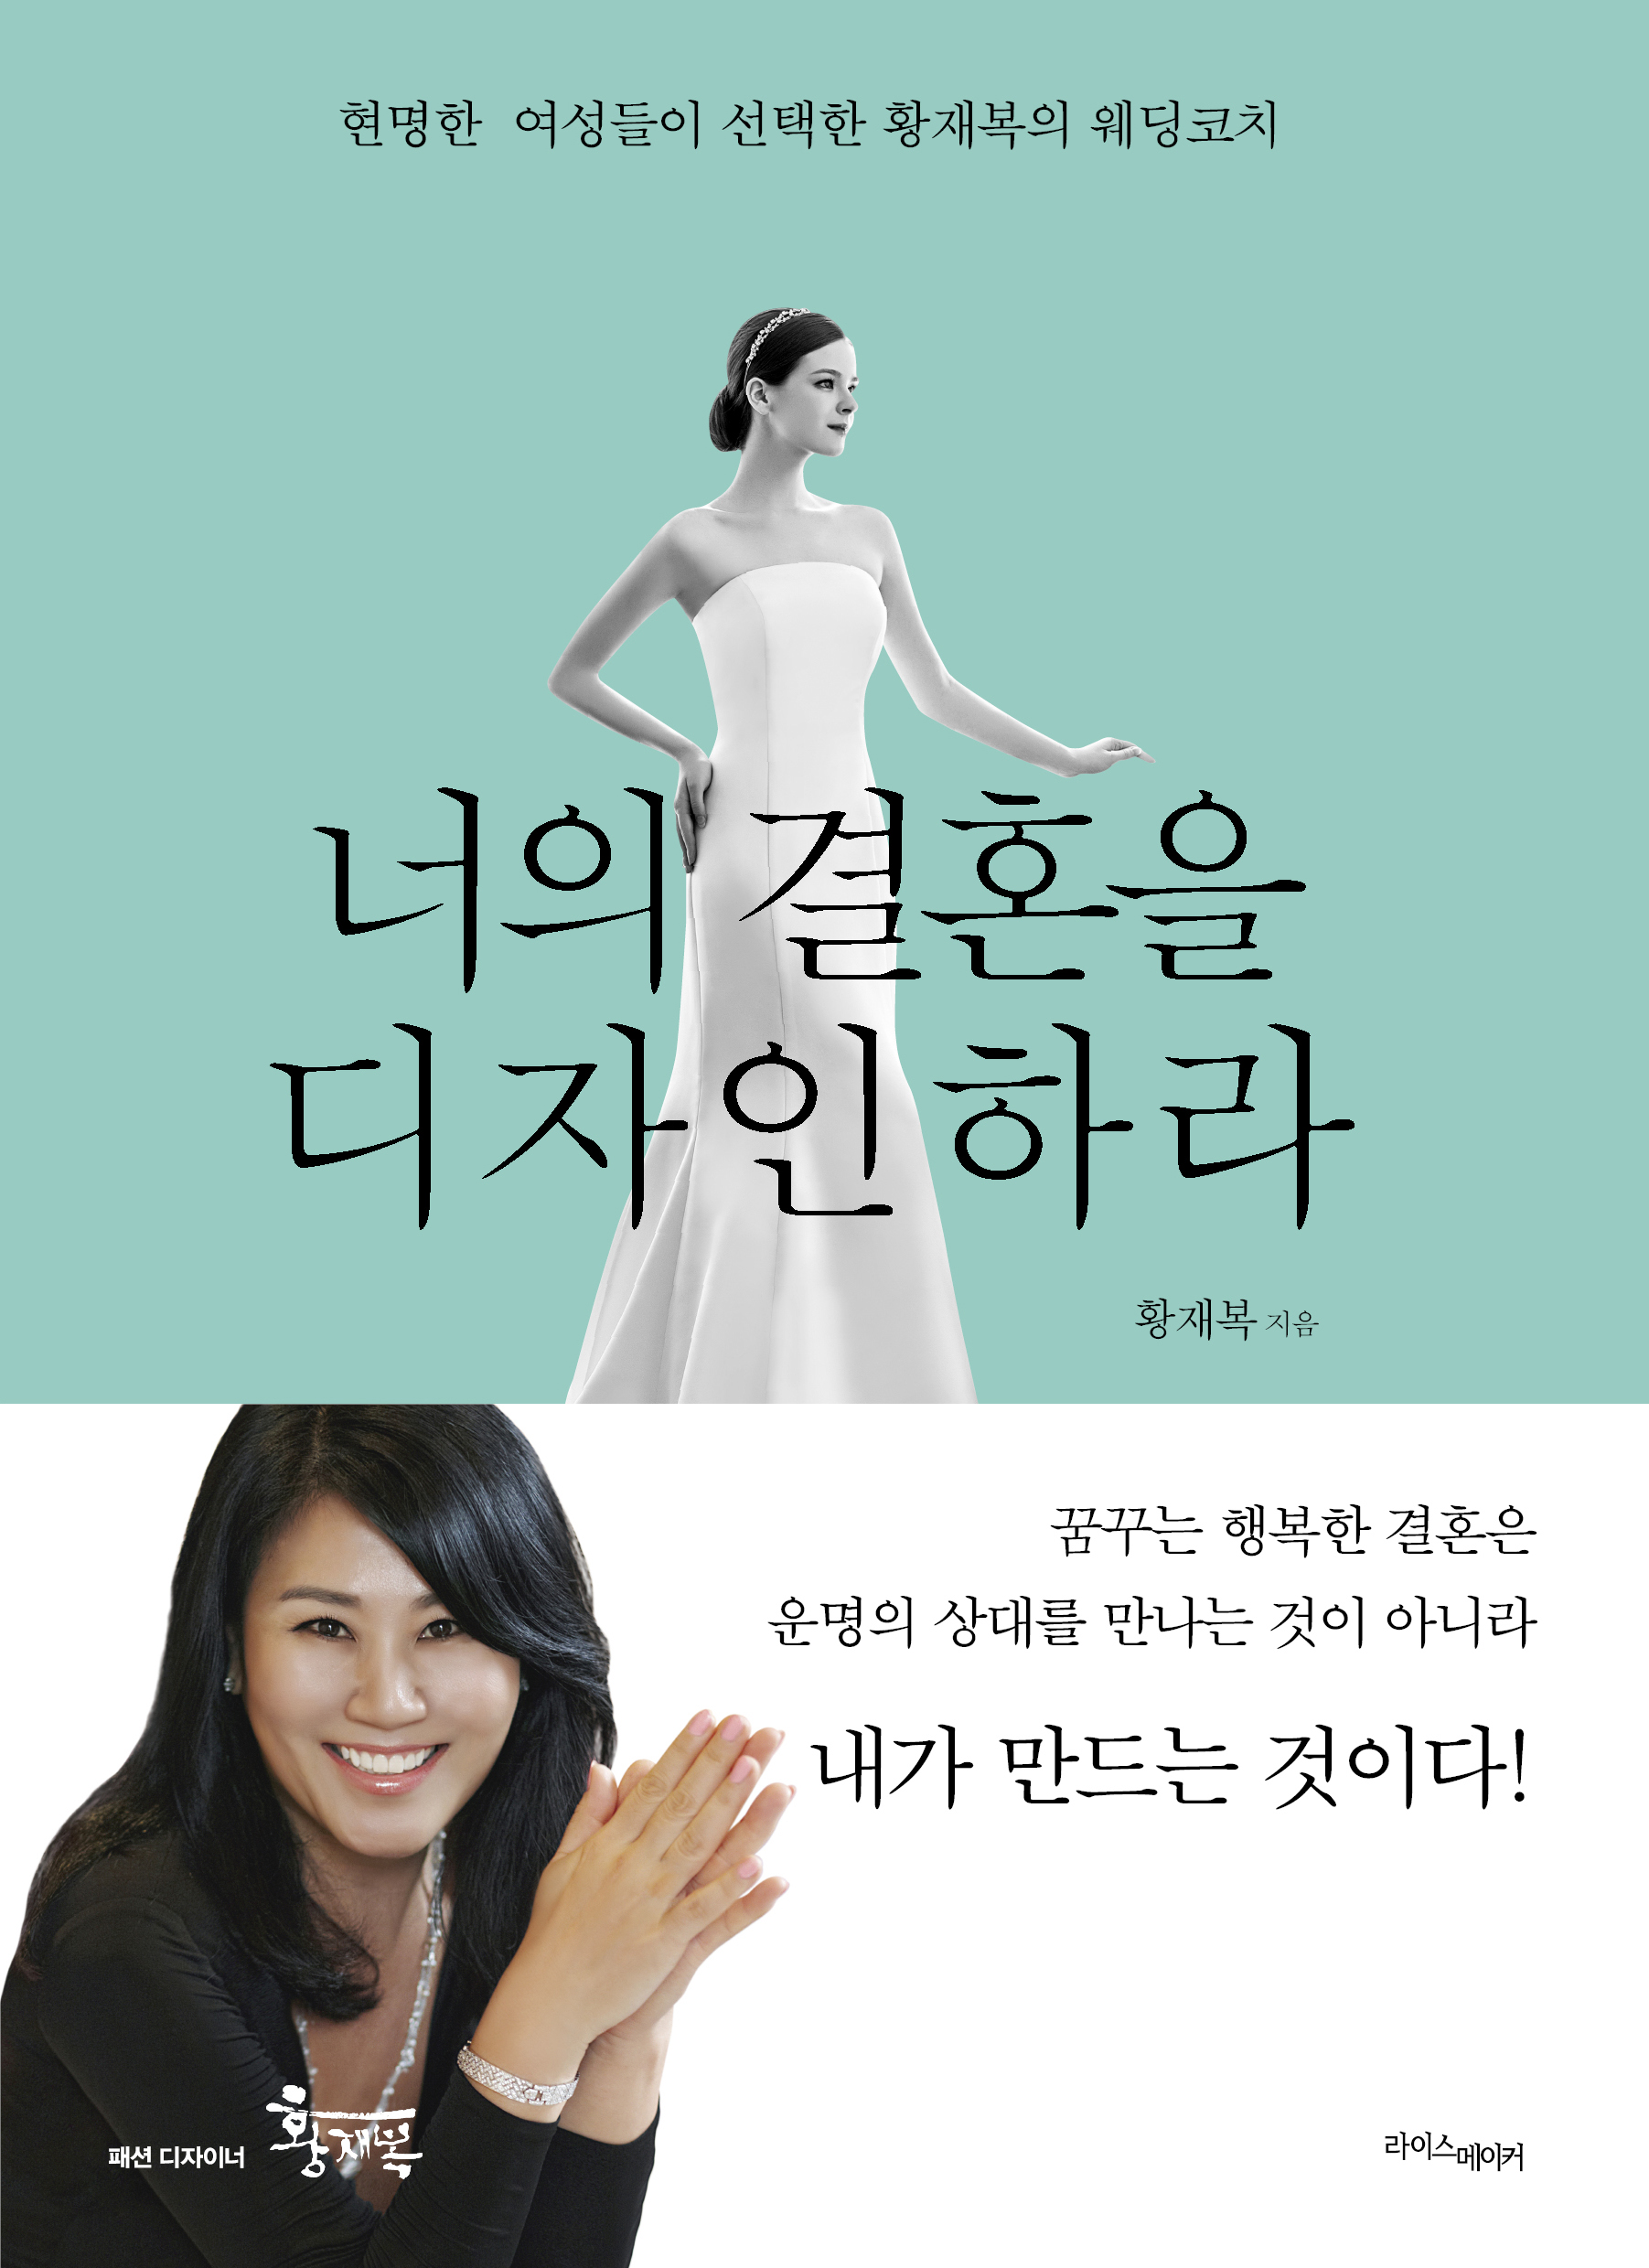 현명한 여성들이 선택한 황재복의 웨딩코치
너의 결혼을
디자인하라
황재복 지음
꿈꾸는 행복한 결혼은
운명의 상대를 만나는 것이 아니라
내가 만드는 것이다!
패션 디자이너 황재복
라이스메이커